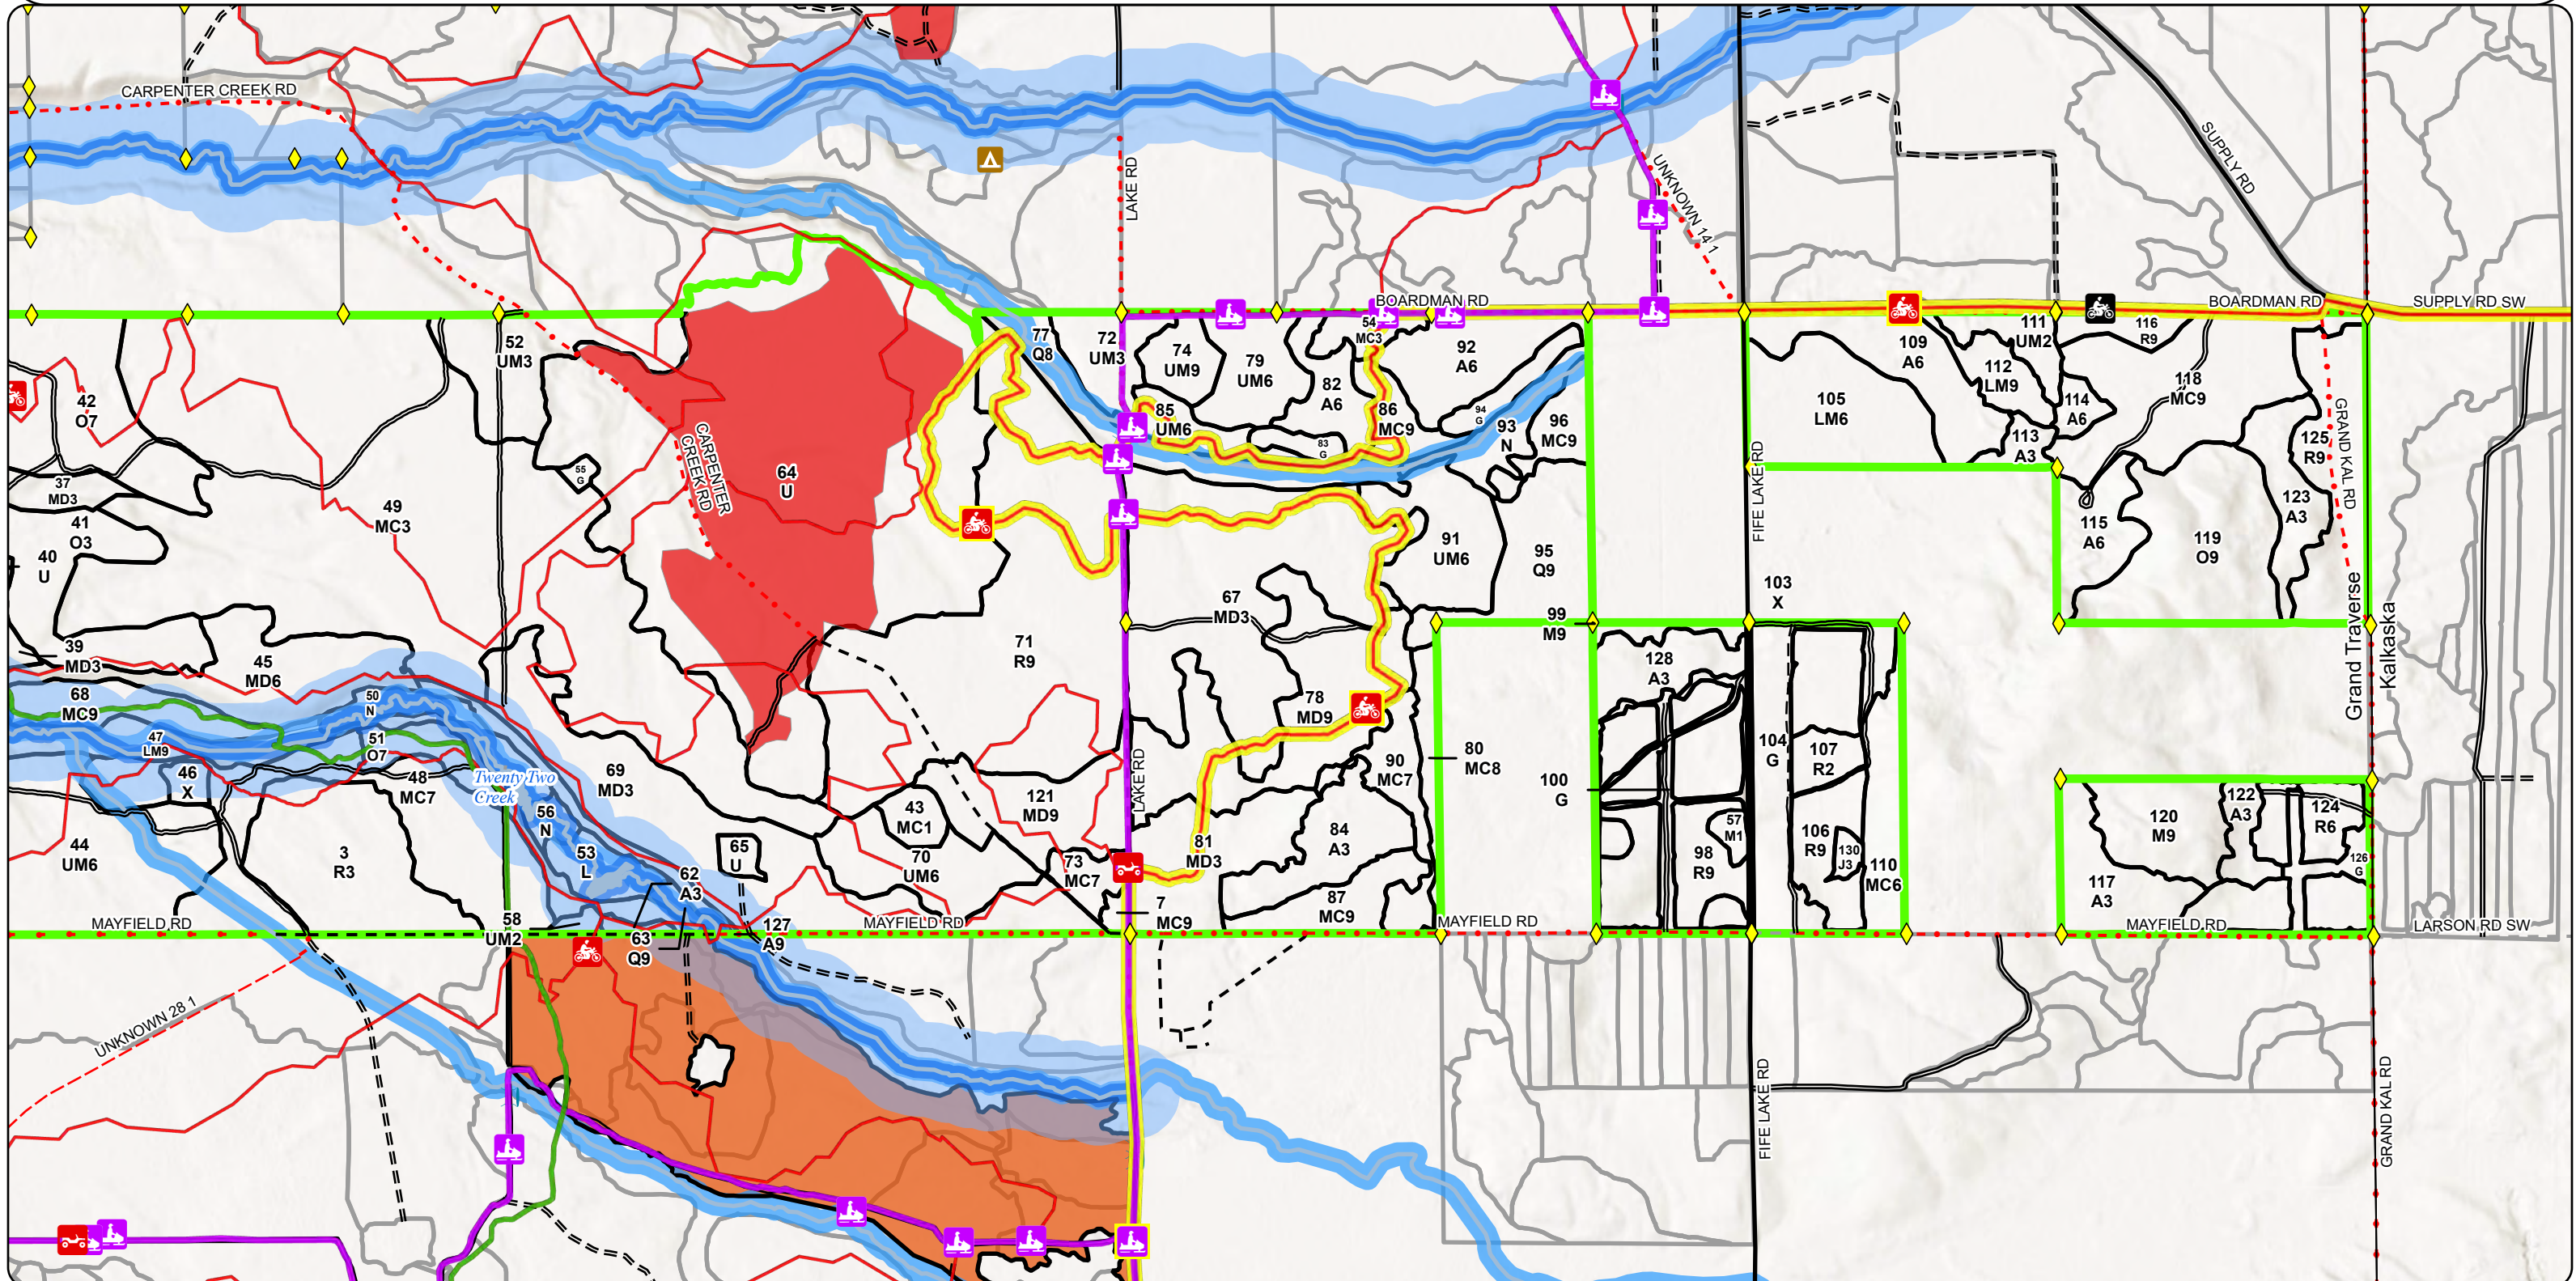 CARPENTER CREEK RD
LAKE RD
UNKNOWN 14 1
SUPPLY RD
BOARDMAN RD
BOARDMAN RD
SUPPLY RD SW
52
UM3
77
Q8
72
UM3
74
UM9
79
UM6
54
MC3
82
A6
92
A6
109
A6
111
UM2
116
R9
112
LM9
118
MC9
114
A6
113
A3
105
LM6
42
O7
85
UM6
86
MC9
83
G
94
G
93
N
96
MC9
125
R9
GRAND KAL RD
CARPENTER
CREEK RD
FIFE LAKE RD
55
G
64
U
37
MD3
41
O3
40
U
49
MC3
91
UM6
95
Q9
115
A6
119
O9
123
A3
67
MD3
99
M9
103
X
Grand Traverse
Kalkaska
39
MD3
45
MD6
71
R9
128
A3
68
MC9
50
N
78
MD9
47
LM9
51
O7
46
X
48
MC7
Twenty Two
Creek
69
MD3
LAKE RD
90
MC7
80
MC8
100
G
104
G
107
R2
43
MC1
121
MD9
56
N
53
L
44
UM6
3
R3
65
U
70
UM6
73
MC7
81
MD3
84
A3
57
M1
98
R9
106
R9
130
J3
110
MC6
120
M9
122
A3
124
R6
126
G
117
A3
62
A3
87
MC9
7
MC9
MAYFIELD RD
58
UM2
63
Q9
127
A9
MAYFIELD RD
MAYFIELD RD
MAYFIELD RD
LARSON RD SW
UNKNOWN 28 1
FIFE LAKE RD
GRAND KAL RD